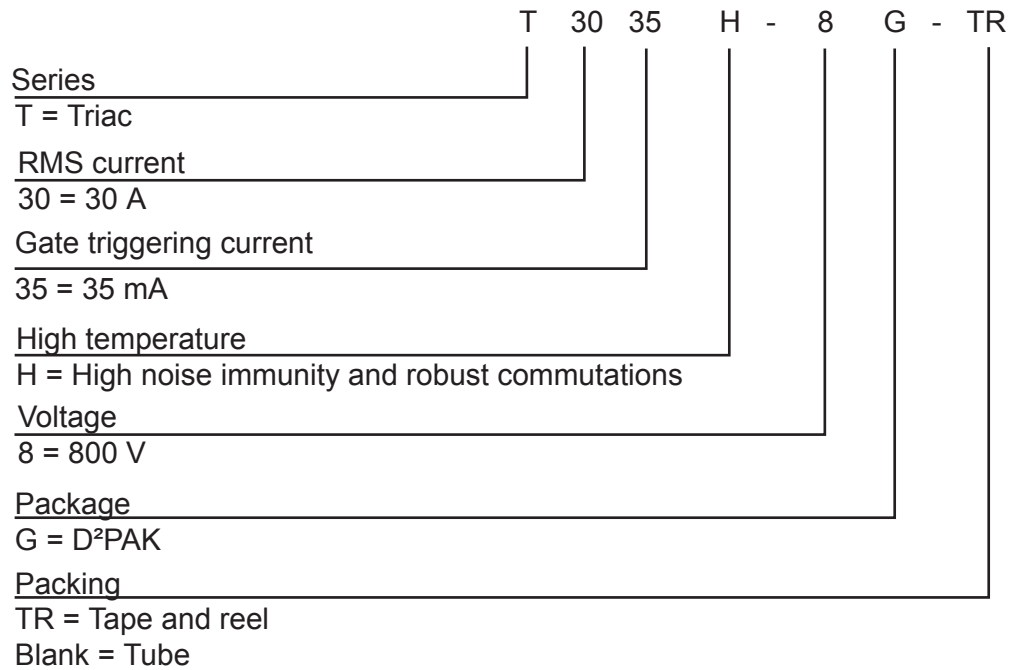 T 30 35 H - 8 G - TR
Series
T = Triac
RMS current
30 = 30 A
Gate triggering current
35 = 35 mA
High temperature
H = High noise immunity and robust commutations
Voltage
8 = 800 V
Package
G = D²PAK
Packing
TR = Tape and reel
Blank = Tube